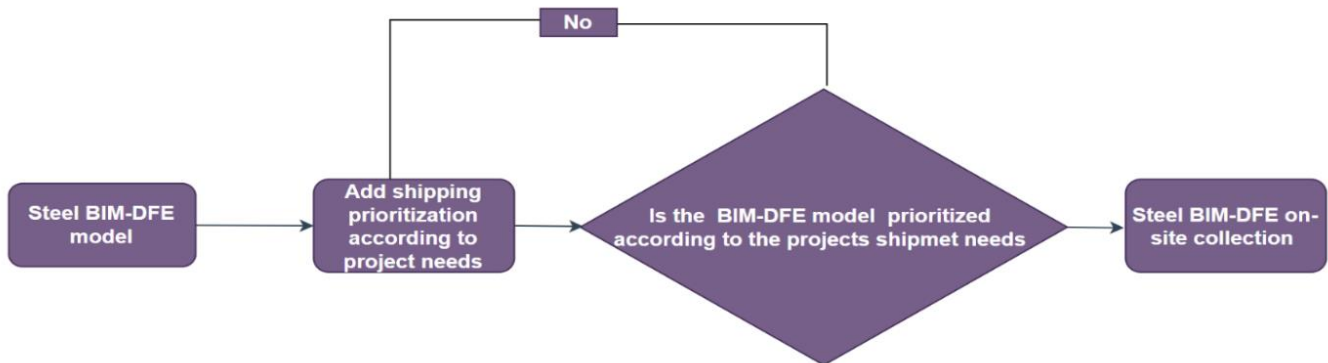 No
Steel BIM-DFE
model
Add shipping
prioritization
according to
project needs
Is the BIM-DFE model prioritized
according to the projects shipmet needs
Steel BIM-DFE on-
site collection